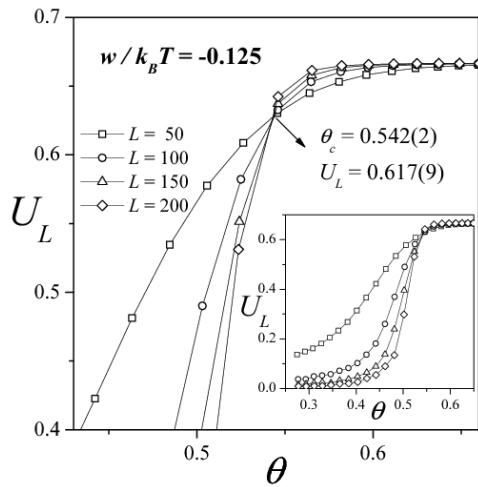 0.7
w / k_BT = -0.125
L = 50
L = 100
L = 150
L = 200
θ_c = 0.542(2)
U_L = 0.617(9)
0.6
0.5
0.4
U_L
0.5
0.6
θ
0.6
0.4
0.2
0.0
U_L
0.3
0.4
0.5
0.6
θ